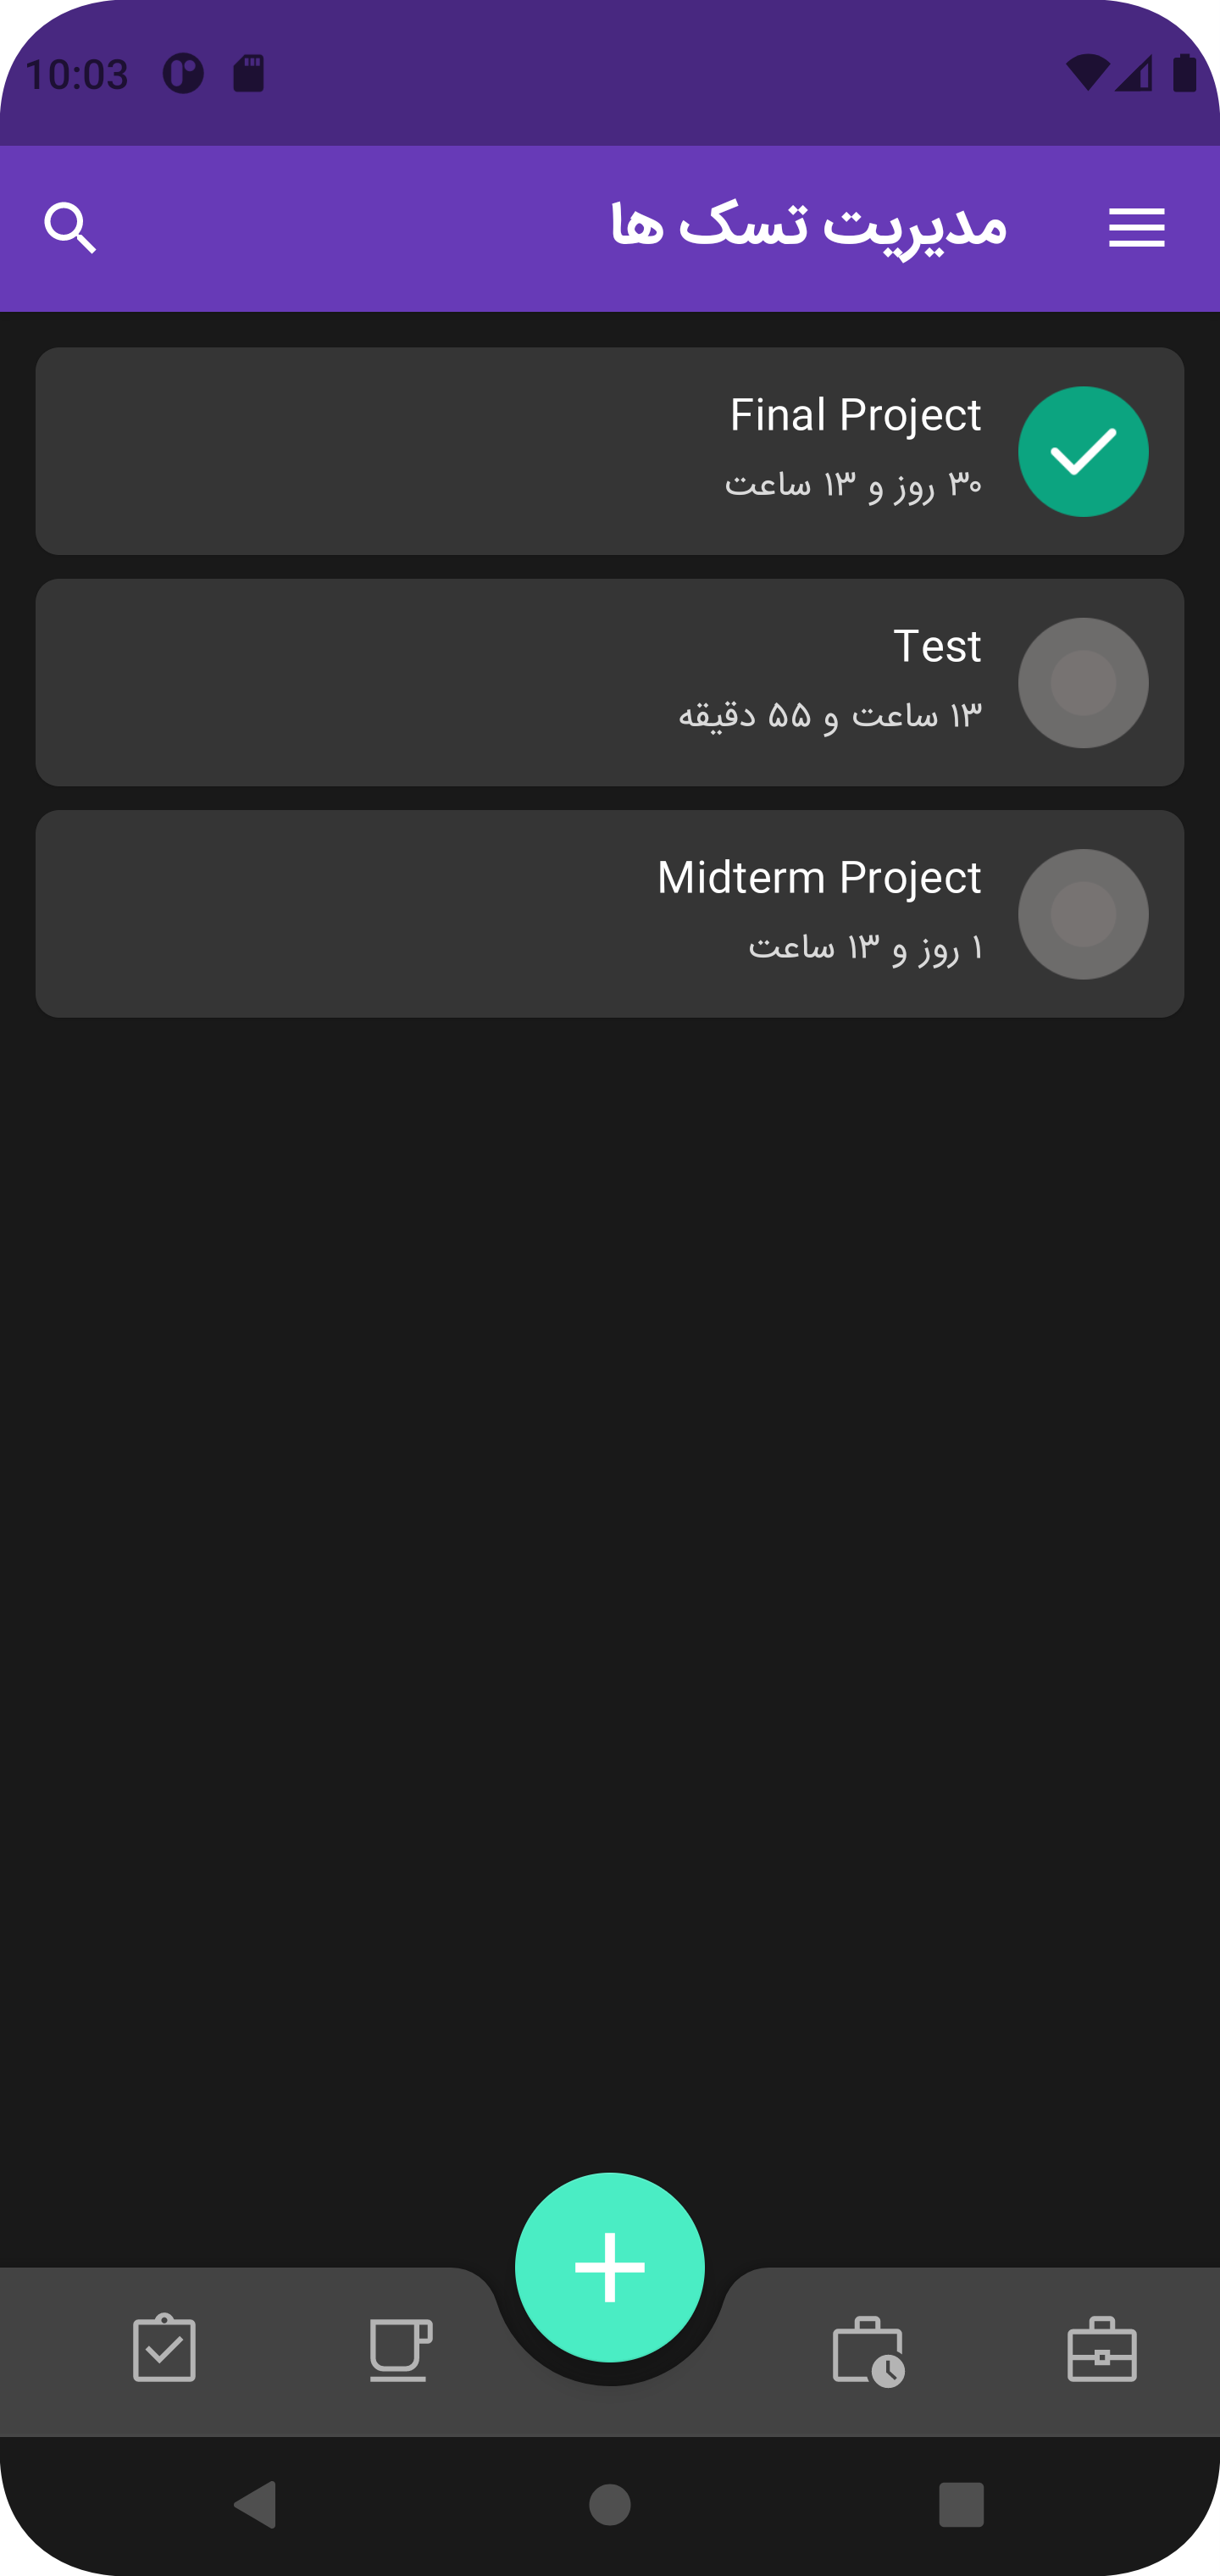 10:03
مدیریت تسک ها
Final Project
۳۰ روز و ۱۳ ساعت
Test
۱۳ ساعت و ۵۵ دقیقه
Midterm Project
۱ روز و ۱۳ ساعت